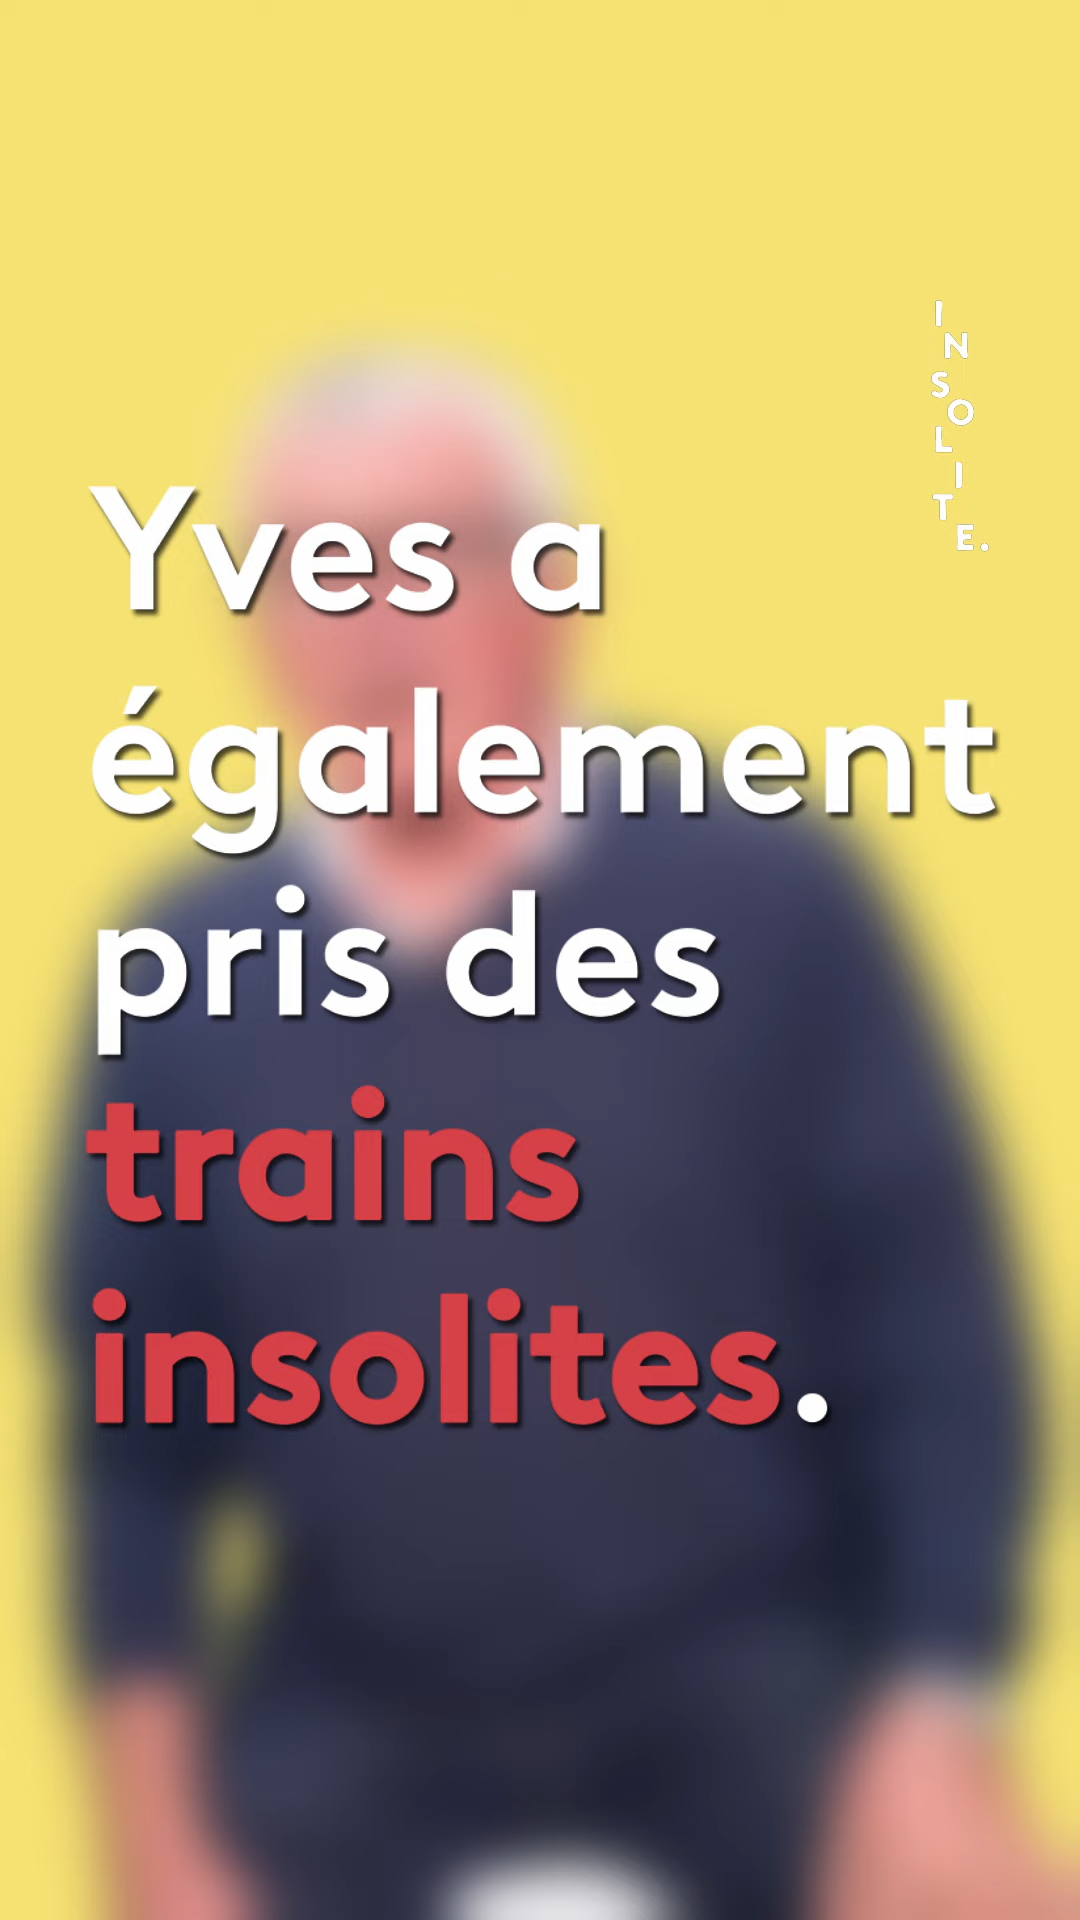 INSOLITE.
Yves a
également
pris des
trains
insolites.